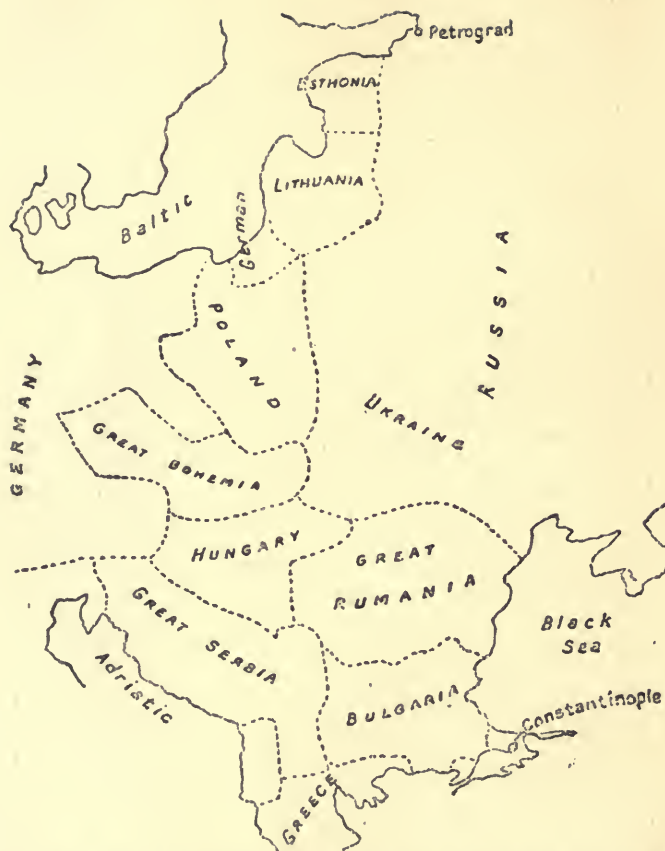 Petrograd
ESTHONIA
LITHUANIA
Baltic
German
POLAND
RUSSIA
GERMANY
UKRAINE
GREAT BOHEMIA
HUNGARY
GREAT
RUMANIA
GREAT SERBIA
Black
Sea
Adristic
BULGARIA
Constantinople
GREECE